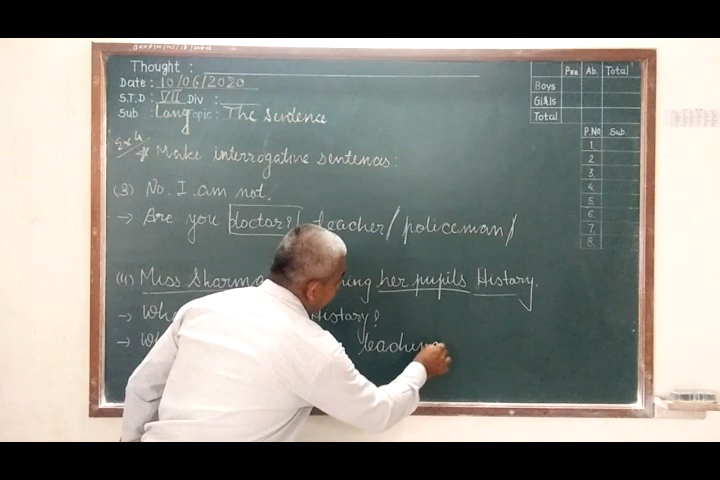 Thought :
Date : 10/06/2020
S.T.D : VII Div :
Sub : Lang Topic : The Sentence
Ex 4
* Make interrogative sentences :
(3) No. I am not.
→ Are you doctor?/ teacher/ policeman/
(4) Miss Sharma her pupils History.
→ History?
→ teaching
Pre. Ab. Total
Boys
Girls
Total
P.No Sub.
1.
2
3.
4.
5.
6.
7.
8.